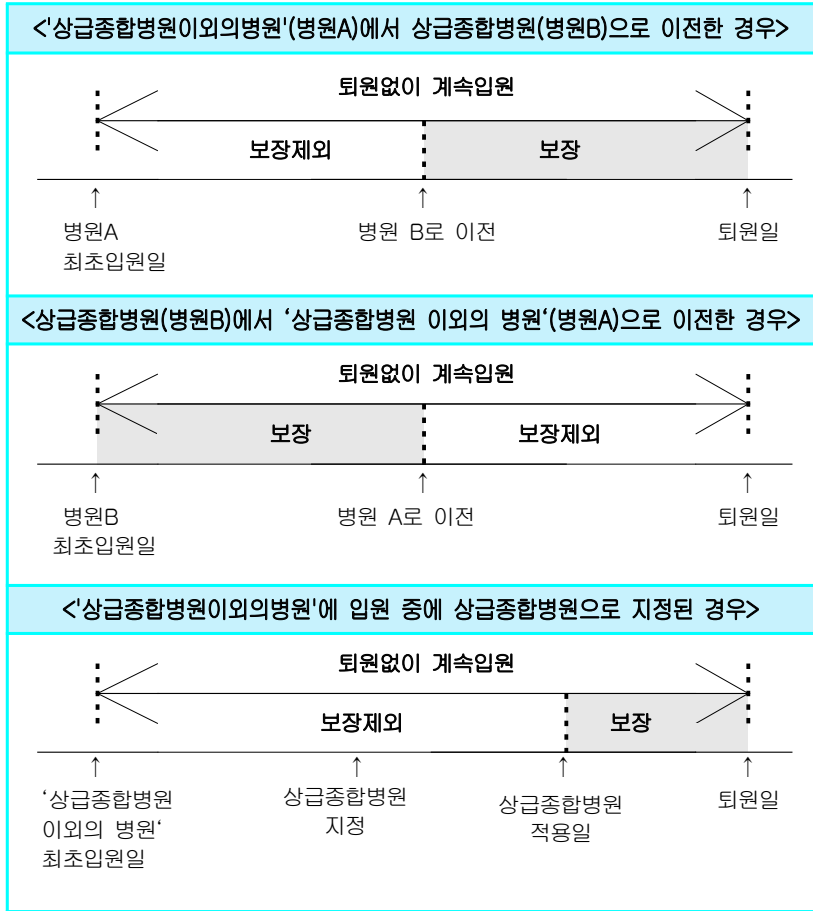 <'상급종합병원이외의병원'(병원A)에서 상급종합병원(병원B)으로 이전한 경우>
퇴원없이 계속입원
보장제외 보장
↑ ↑ ↑
병원A 병원 B로 이전 퇴원일
최초입원일
<상급종합병원(병원B)에서 ‘상급종합병원 이외의 병원‘(병원A)으로 이전한 경우>
퇴원없이 계속입원
보장 보장제외
↑ ↑ ↑
병원B 병원 A로 이전 퇴원일
최초입원일
<'상급종합병원이외의병원'에 입원 중에 상급종합병원으로 지정된 경우>
퇴원없이 계속입원
보장제외 보장
↑ ↑ ↑ ↑
‘상급종합병원 상급종합병원 상급종합병원 퇴원일
이외의 병원‘ 지정 적용일
최초입원일